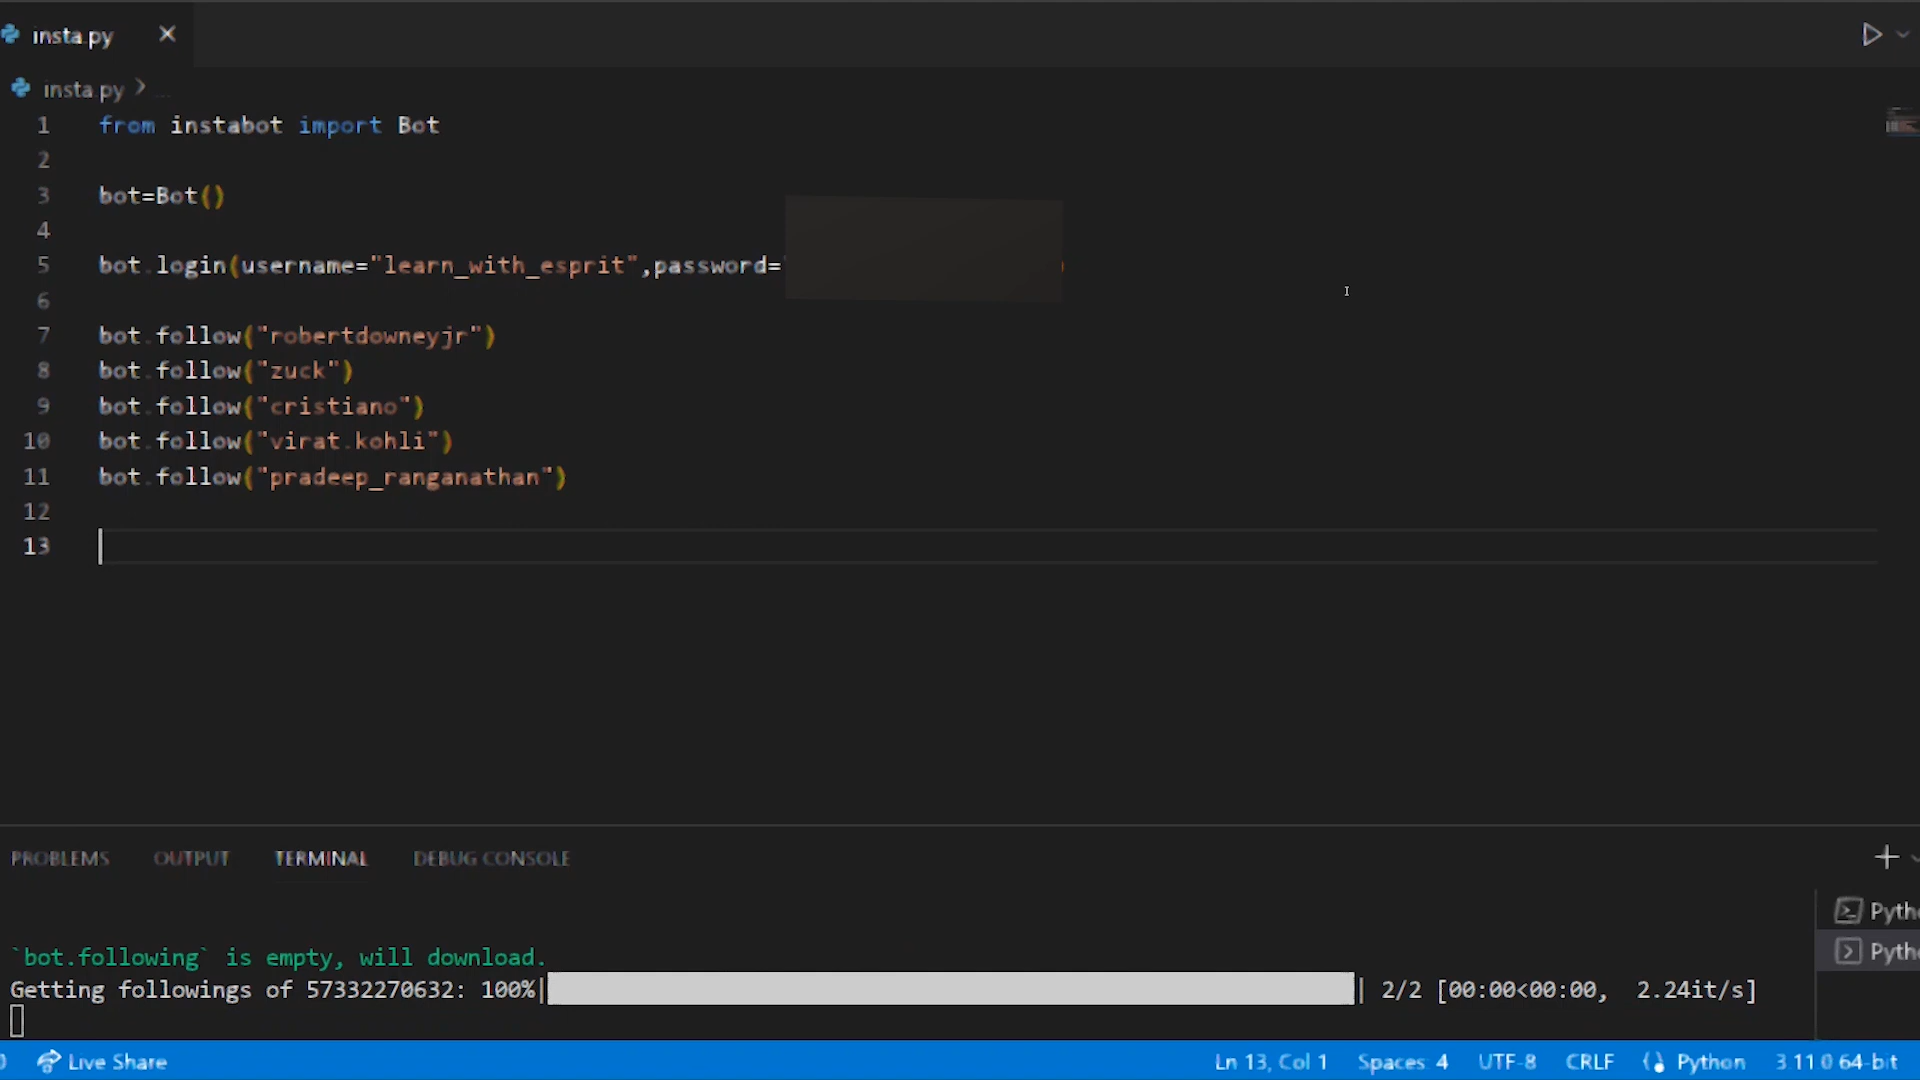 insta.py
insta.py >
1 from instabot import Bot
2
3 bot=Bot()
4
5 bot.login(username="learn_with_esprit",password=
6
7 bot.follow("robertdowneyjr")
8 bot.follow("zuck")
9 bot.follow("cristiano")
10 bot.follow("virat.kohli")
11 bot.follow("pradeep_ranganathan")
12
13
PROBLEMS OUTPUT TERMINAL DEBUG CONSOLE
`bot.following` is empty, will download.
Getting followings of 57332270632: 100%| | 2/2 [00:00<00:00, 2.24it/s]
Pytho
Pytho
Live Share Ln 13, Col 1 Spaces: 4 UTF-8 CRLF Python 3.11.0 64-bit